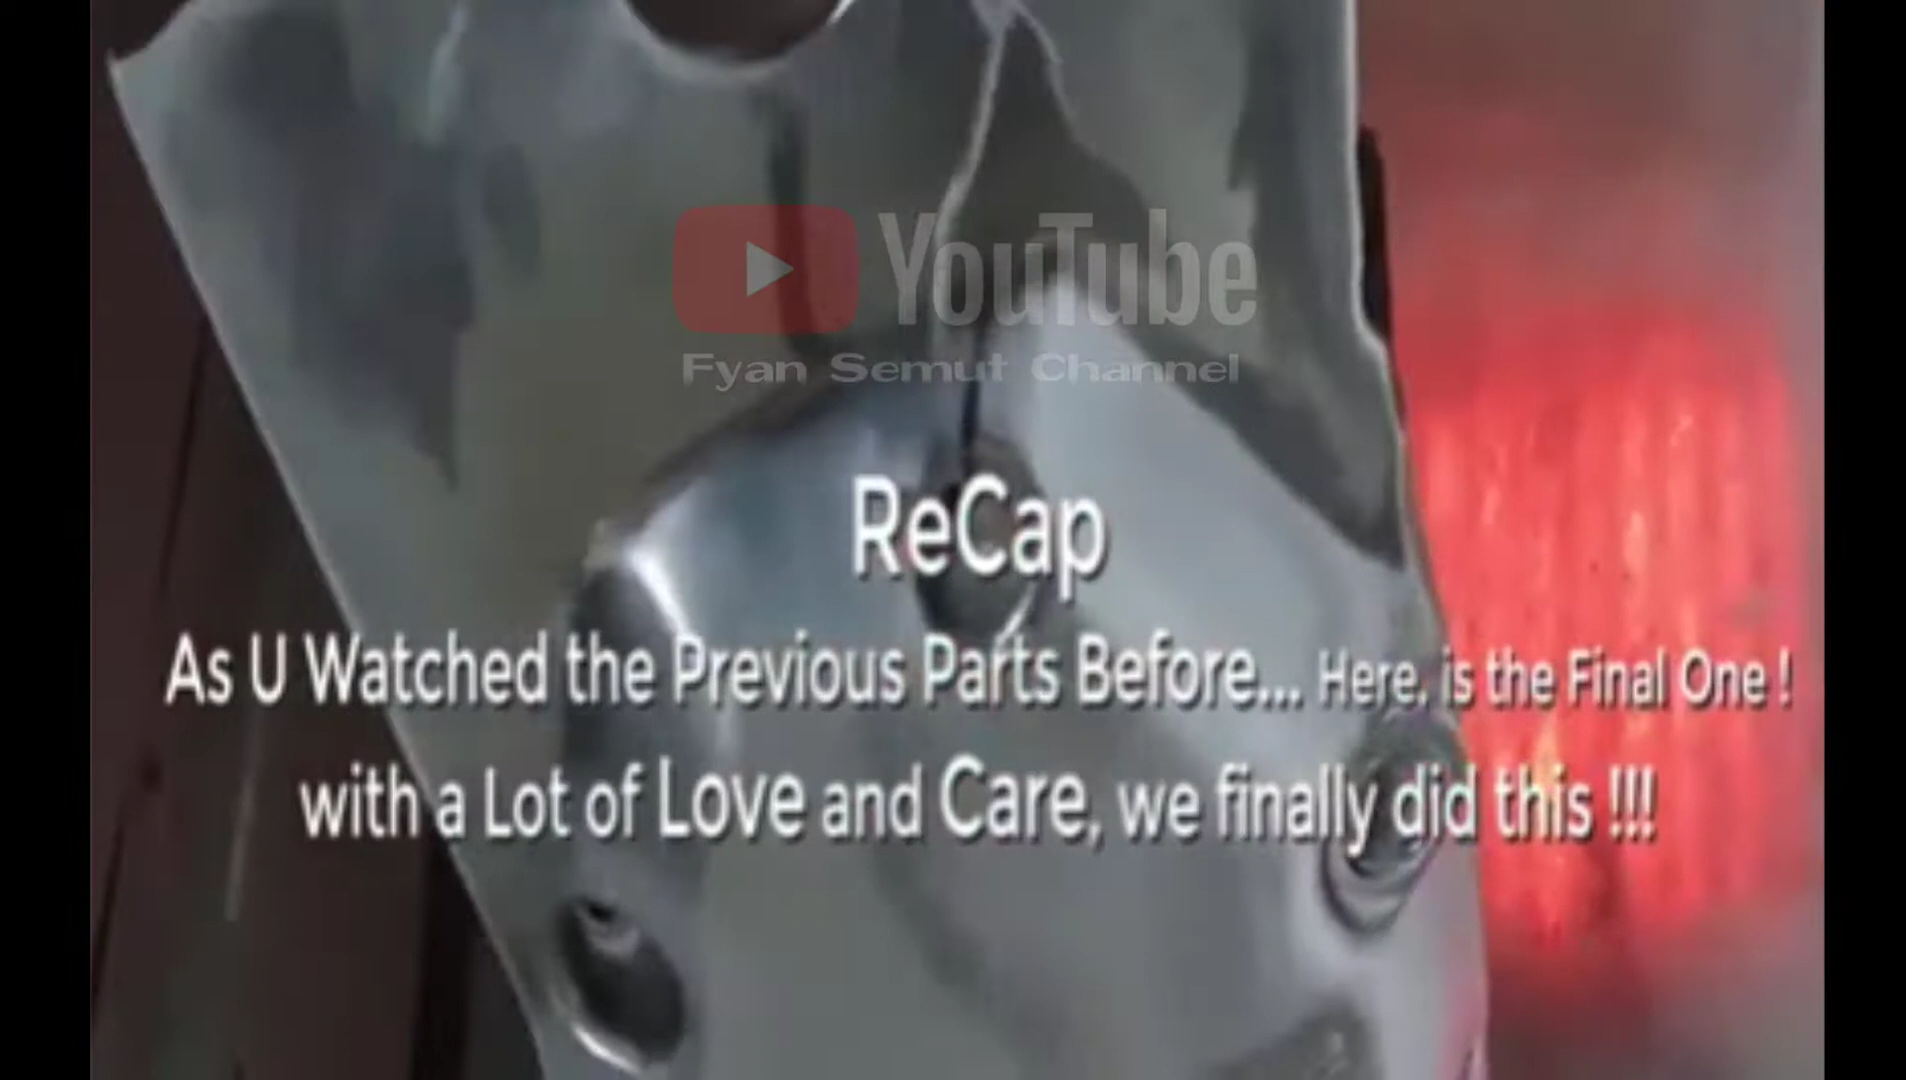 YouTube
Fyan Semut Channel
ReCap
As U Watched the Previous Parts Before... Here, is the Final One !
with a Lot of Love and Care, we finally did this !!!